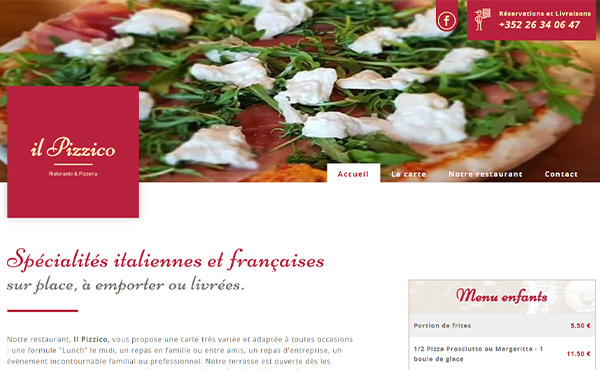 f
Réservations et Livraisons
+352 26 34 06 47
il Pizzico
Ristorante & Pizzeria
Accueil
La carte
Notre restaurant
Contact
Spécialités italiennes et françaises
sur place, à emporter ou livrées.
Notre restaurant, Il Pizzico, vous propose une carte très variée et adaptée à toutes occasions
: une formule "Lunch" le midi, un repas en famille ou entre amis, un repas d'entreprise, un
évènement incontournable familial ou professionnel. Notre terrasse est ouverte dès les
Menu enfants
Portion de frites 5.50 €
1/2 Pizza Prosciutto ou Margeritta - 1 11.50 €
boule de glace